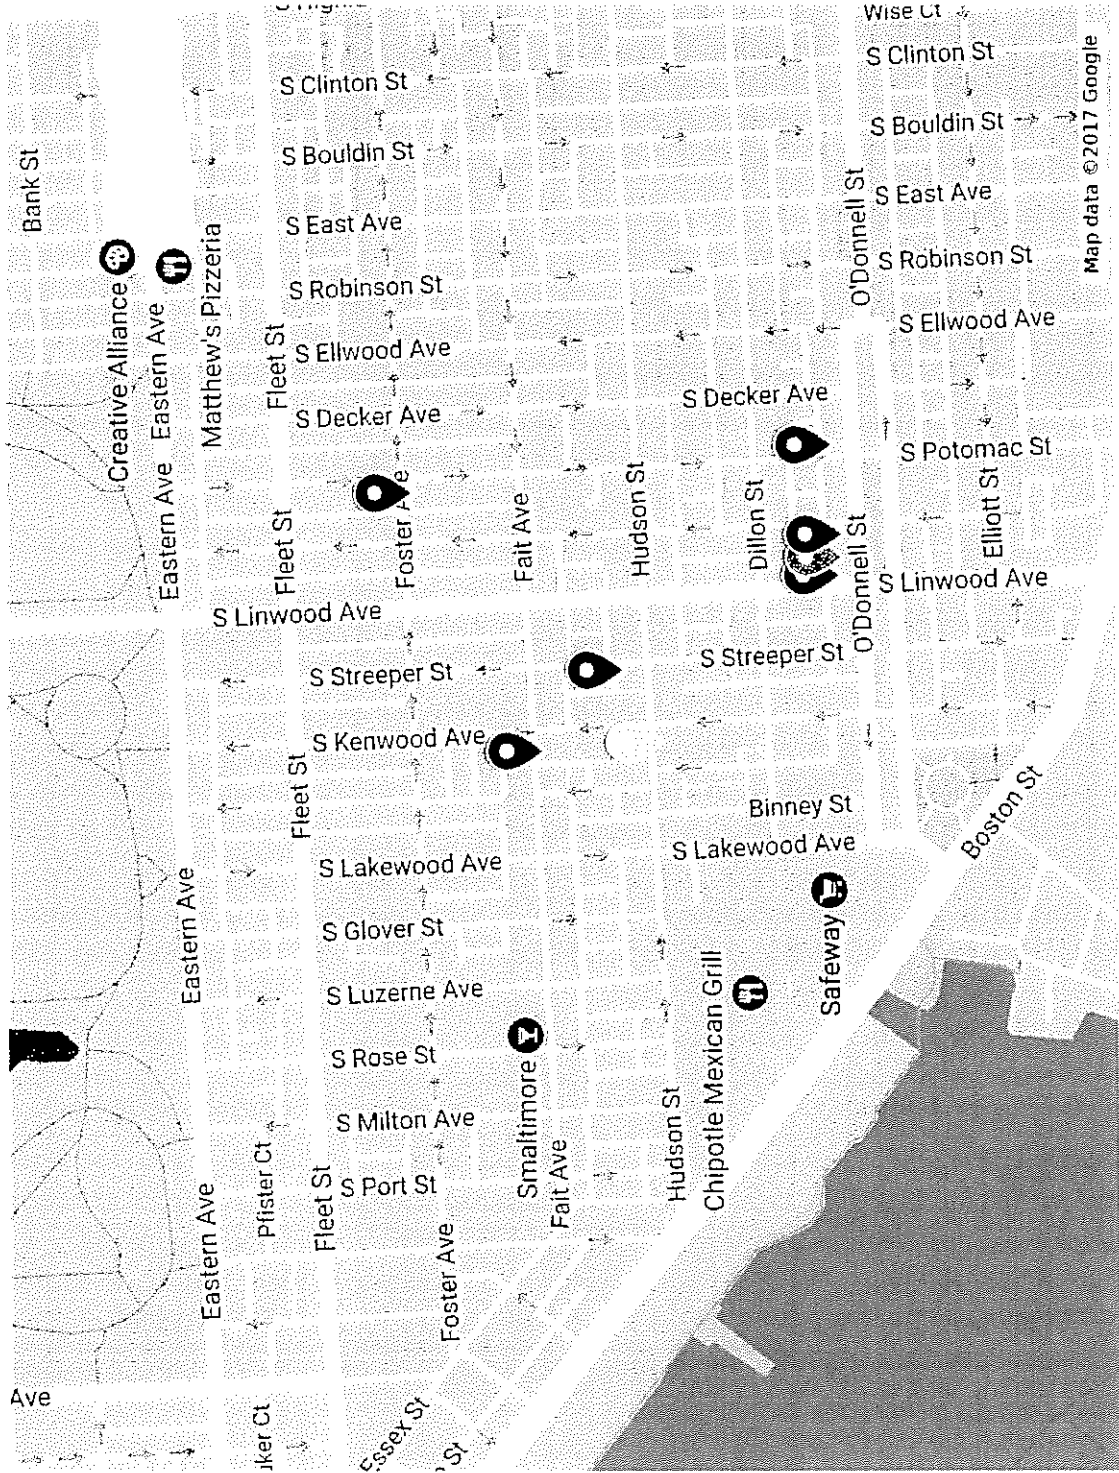 Wise Ct
S Clinton St
S Clinton St
S Bouldin St
S Bouldin St
Bank St
S East Ave
S East Ave
O'Donnell St
Map data ©2017 Google
S Robinson St
S Robinson St
Creative Alliance
Eastern Ave
Matthew's Pizzeria
Fleet St
S Ellwood Ave
S Ellwood Ave
S Decker Ave
S Decker Ave
S Potomac St
Eastern Ave
Fleet St
Foster Ave
Fait Ave
Hudson St
Dillon St
O'Donnell St
Elliott St
S Linwood Ave
S Linwood Ave
S Streeper St
S Streeper St
S Kenwood Ave
Fleet St
Binney St
Boston St
S Lakewood Ave
S Lakewood Ave
Eastern Ave
S Glover St
Safeway
S Luzerne Ave
Chipotle Mexican Grill
S Rose St
Smaltimore
S Milton Ave
Fait Ave
Hudson St
Pfister Ct
Fleet St
S Port St
Eastern Ave
Foster Ave
Ave
Essex St
St